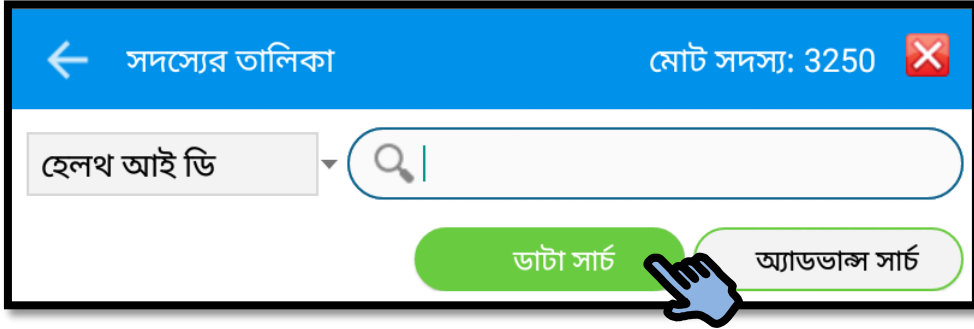 সদস্যের তালিকা মোট সদস্য: 3250
হেলথ আই ডি
ডাটা সার্চ অ্যাডভান্স সার্চ